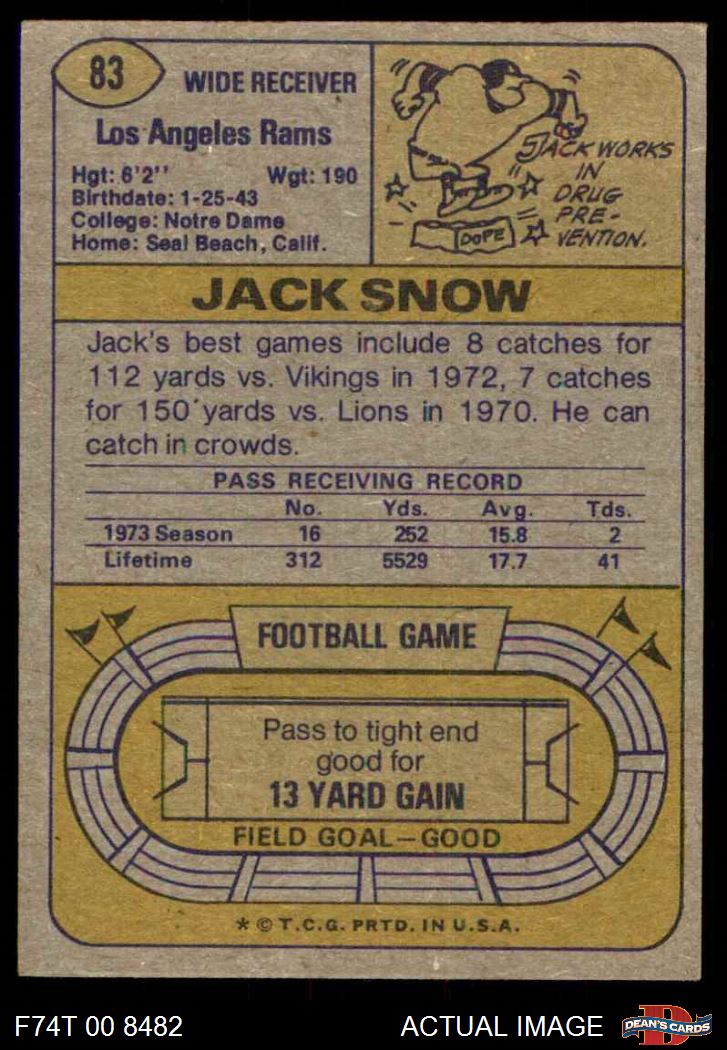 83
WIDE RECEIVER
Los Angeles Rams
Hgt: 6'2'' Wgt: 190
Birthdate: 1-25-43
College: Notre Dame
Home: Seal Beach, Calif.
JACK WORKS
IN
DRUG
PRE-
VENTION.
DOPE
JACK SNOW
Jack's best games include 8 catches for
112 yards vs. Vikings in 1972, 7 catches
for 150 yards vs. Lions in 1970. He can
catch in crowds.
PASS RECEIVING RECORD
No. Yds. Avg. Tds.
1973 Season 16 252 15.8 2
Lifetime 312 5529 17.7 41
FOOTBALL GAME
Pass to tight end
good for
13 YARD GAIN
FIELD GOAL—GOOD
* © T.C.G. PRTD. IN U.S.A.
F74T 00 8482 ACTUAL IMAGE
D
DEAN'S CARDS